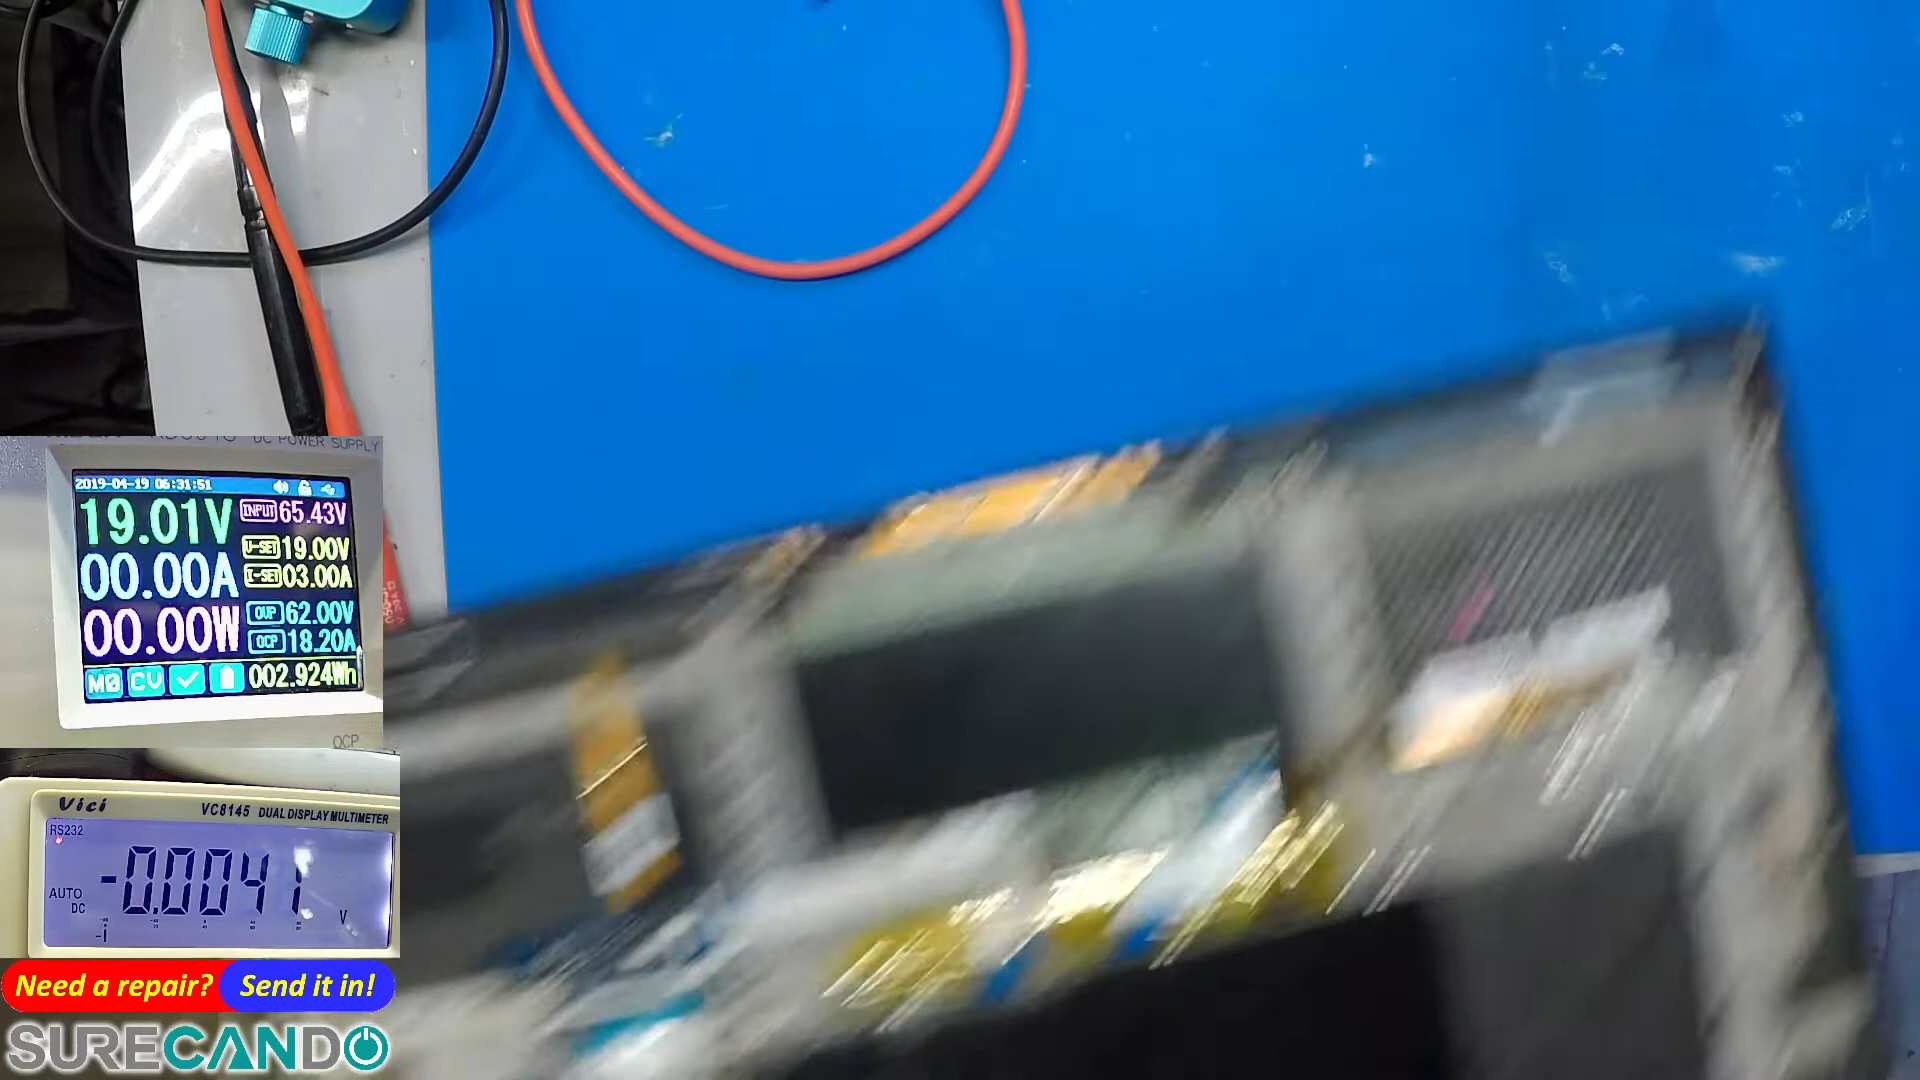 DC POWER SUPPLY
2019-04-19 06:31:51
19.01V
INPUT 65.43V
00.00A
U-SET 19.00V
I-SET 03.00A
00.00W
OVP 62.00V
OCP 18.20A
M0 CV 002.924Wh
OCP
Vici
VC8145 DUAL DISPLAY MULTIMETER
RS232
-0.0041 V
AUTO
DC
Need a repair? Send it in!
SURECANDO